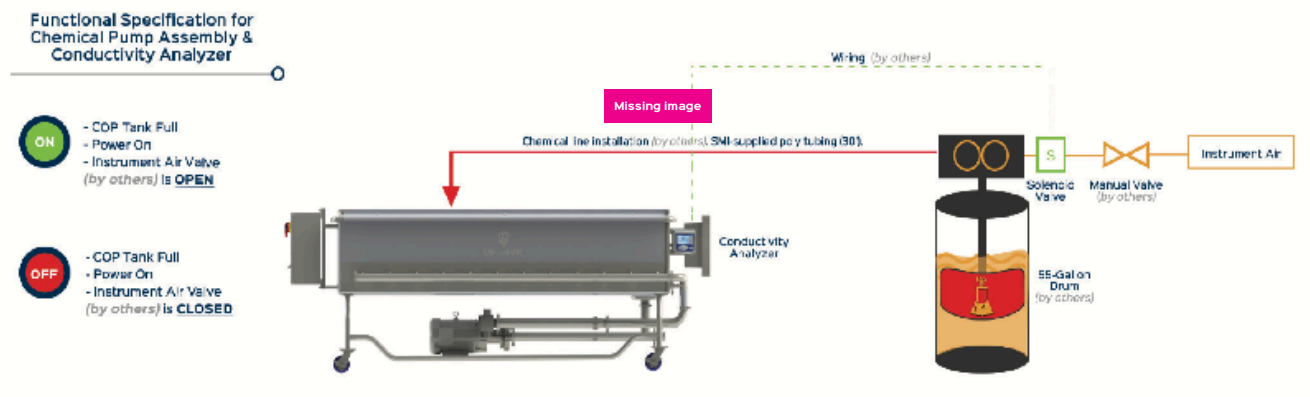 Functional Specification for
Chemical Pump Assembly &
Conductivity Analyzer
ON
- COP Tank Full
- Power On
- Instrument Air Valve
(by others) is OPEN
OFF
- COP Tank Full
- Power On
- Instrument Air Valve
(by others) is CLOSED
Wiring (by others)
Missing image
Chemical line installation (by others). SMI-supplied poly tubing (30').
Conductivity
Analyzer
S
Solenoid
Valve
Manual Valve
(by others)
Instrument Air
55-Gallon
Drum
(by others)